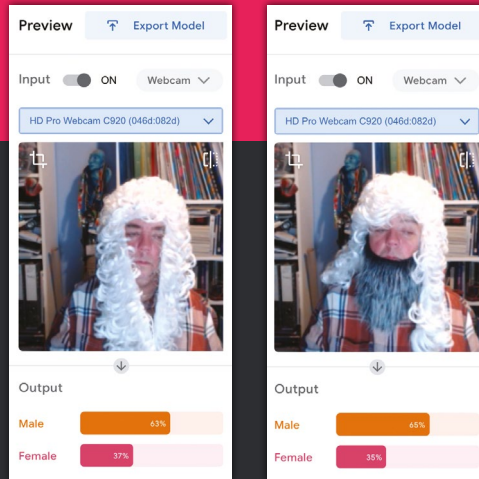 Preview Export Model
Input ON Webcam
HD Pro Webcam C920 (046d:082d)
Output
Male 63%
Female 37%
Preview Export Model
Input ON Webcam
HD Pro Webcam C920 (046d:082d)
Output
Male 65%
Female 35%